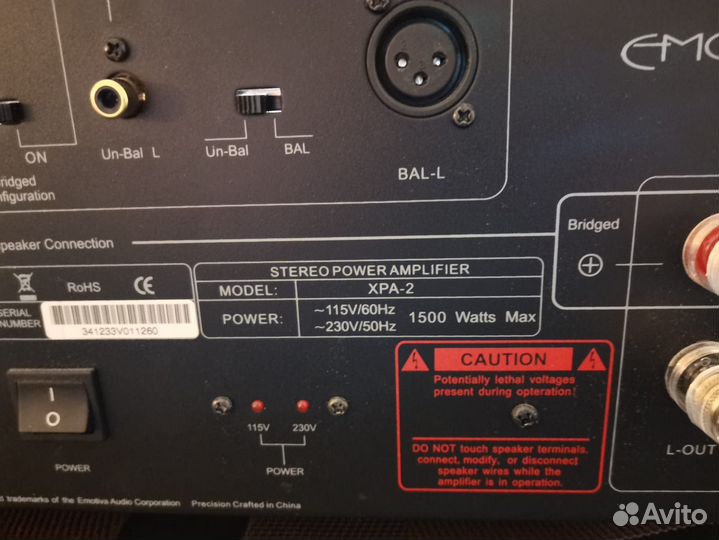 EMO
ON
Un-Bal L
Un-Bal
BAL
BAL-L
Bridged
Speaker Connection
Bridged
RoHS
CE
SERIAL
NUMBER
341233V011260
STEREO POWER AMPLIFIER
MODEL: XPA-2
POWER: ~115V/60Hz 1500 Watts Max
~230V/50Hz
CAUTION
Potentially lethal voltages
present during opteration!
DO NOT touch speaker terminals,
connect, modify, or disconnect
speaker wires while the
amplifier is in operation.
L-OUT
I
O
POWER
115V 230V
POWER
trademarks of the Emotiva Audio Corporation
Precision Crafted in China
Avito